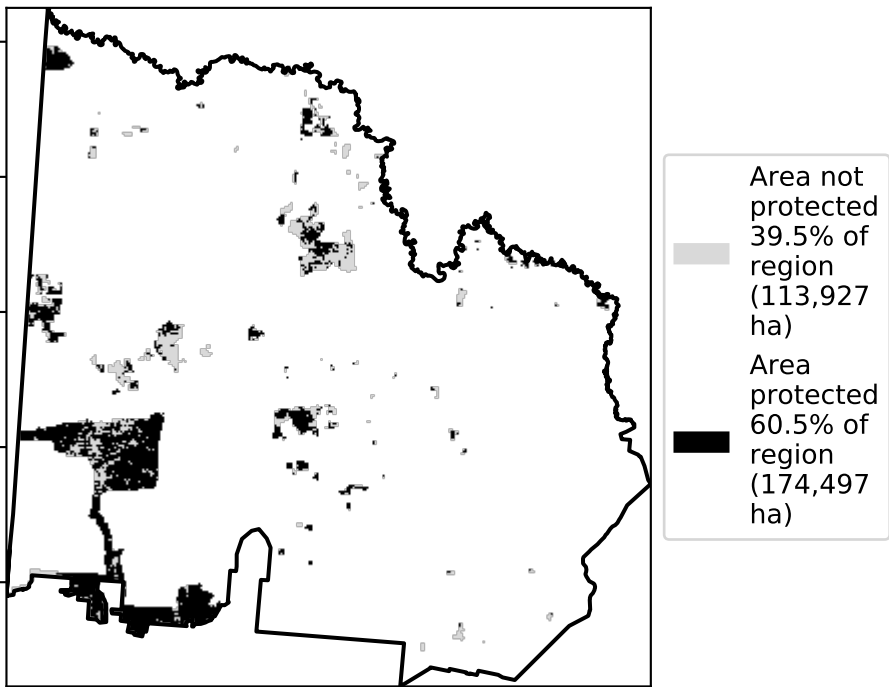 Area not
protected
39.5% of
region
(113,927
ha)
Area
protected
60.5% of
region
(174,497
ha)